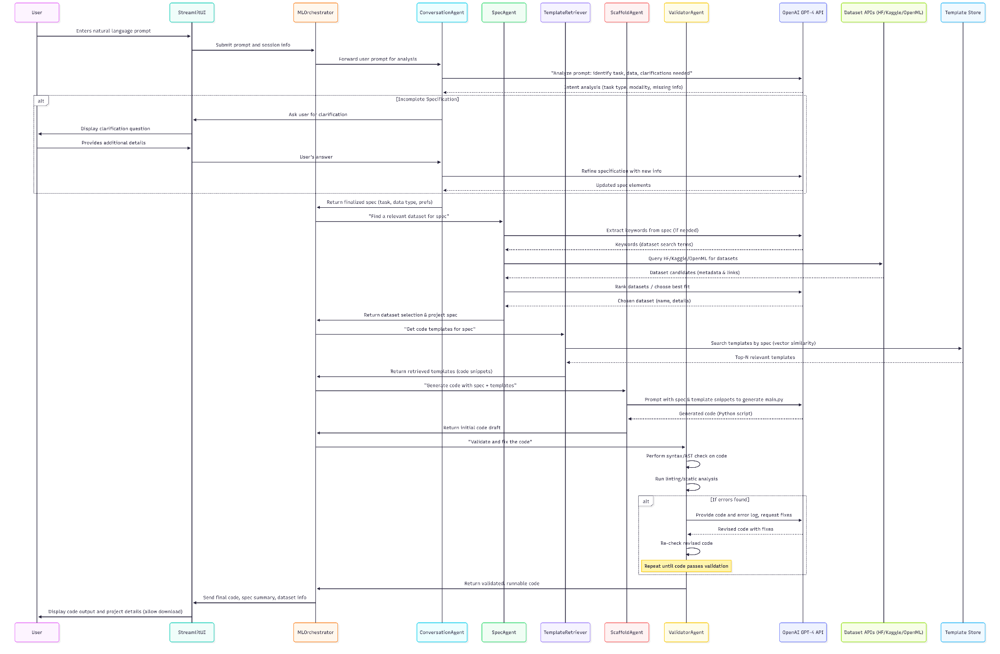 User
StreamlitUI
MLOrchestrator
ConversationAgent
SpecAgent
TemplateRetriever
ScaffoldAgent
ValidatorAgent
OpenAI GPT-4 API
Dataset APIs (HF/Kaggle/OpenML)
Template Store
Enters natural language prompt
Submit prompt and session info
Forward user prompt for analysis
"Analyze prompt: identify task, data, clarifications needed"
Intent analysis (task type, modality, missing info)
alt
[Incomplete Specification]
Ask user for clarification
Display clarification question
Provides additional details
User's answer
Refine specification with new info
Updated spec elements
Return finalized spec (task, data type, prefs)
"Find a relevant dataset for spec"
Extract keywords from spec (if needed)
Keywords (dataset search terms)
Query HF/Kaggle/OpenML for datasets
Dataset candidates (metadata & links)
Rank datasets / choose best fit
Chosen dataset (name, details)
Return dataset selection & project spec
"Get code templates for spec"
Search templates by spec (vector similarity)
Top-N relevant templates
Return retrieved templates (code snippets)
"Generate code with spec + templates"
Prompt with spec & template snippets to generate main.py
Generated code (Python script)
Return initial code draft
"Validate and fix the code"
Perform syntax/AST check on code
Run linting/static analysis
alt
[If errors found]
Provide code and error log, request fixes
Revised code with fixes
Re-check revised code
Repeat until code passes validation
Return validated, runnable code
Send final code, spec summary, dataset info
Display code output and project details (allow download)
User
StreamlitUI
MLOrchestrator
ConversationAgent
SpecAgent
TemplateRetriever
ScaffoldAgent
ValidatorAgent
OpenAI GPT-4 API
Dataset APIs (HF/Kaggle/OpenML)
Template Store